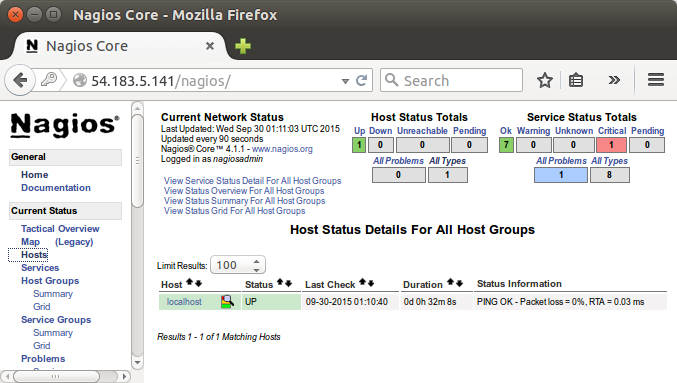 Nagios Core - Mozilla Firefox
Nagios Core
54.183.5.141/nagios/
Search
Nagios®
General
Home
Documentation
Current Status
Tactical Overview
Map (Legacy)
Hosts
Services
Host Groups
Summary
Grid
Service Groups
Summary
Grid
Problems
Current Network Status
Last Updated: Wed Sep 30 01:11:03 UTC 2015
Updated every 90 seconds
Nagios® Core™ 4.1.1 - www.nagios.org
Logged in as nagiosadmin
View Service Status Detail For All Host Groups
View Status Overview For All Host Groups
View Status Summary For All Host Groups
View Status Grid For All Host Groups
Host Status Totals
Up Down Unreachable Pending
1 0 0 0
All Problems All Types
0 1
Service Status Totals
Ok Warning Unknown Critical Pending
7 0 0 1 0
All Problems All Types
1 8
Host Status Details For All Host Groups
Limit Results: 100
Host Status Last Check Duration Status Information
localhost UP 09-30-2015 01:10:40 0d 0h 32m 8s PING OK - Packet loss = 0%, RTA = 0.03 ms
Results 1 - 1 of 1 Matching Hosts